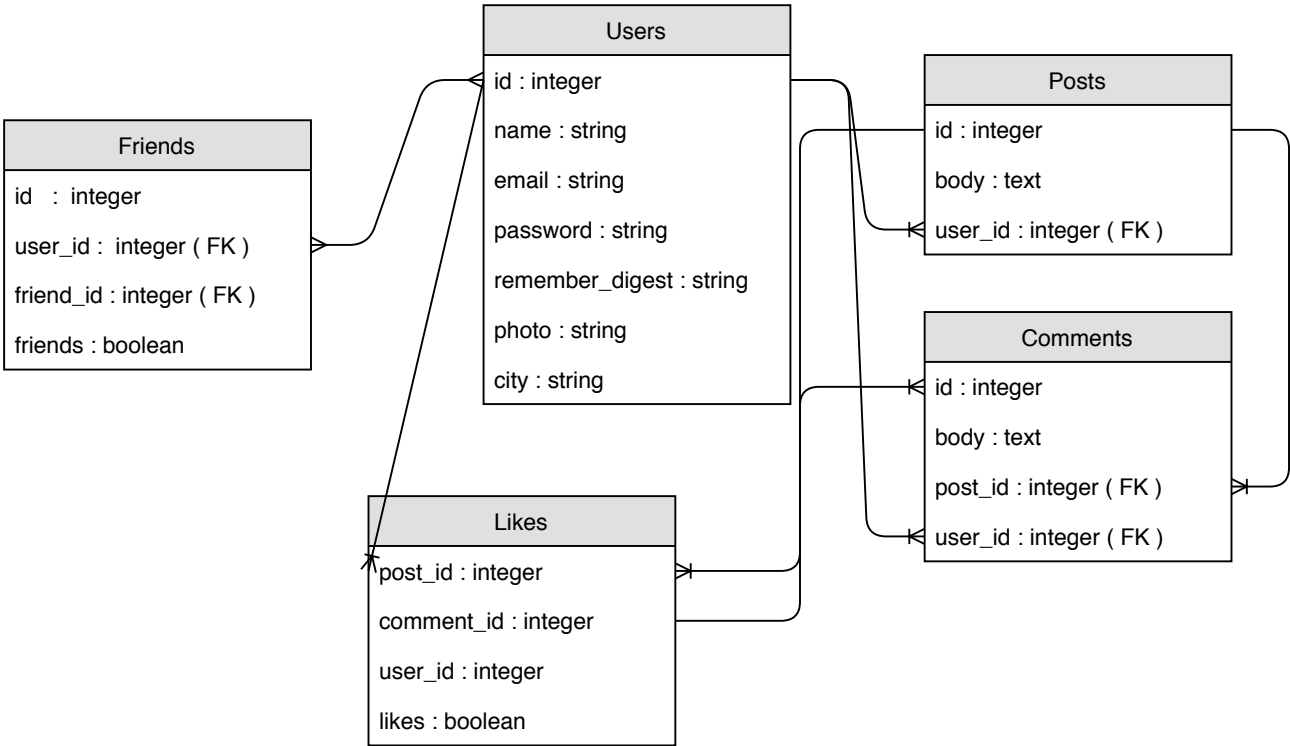 Users
id : integer
name : string
email : string
password : string
remember_digest : string
photo : string
city : string
Friends
id : integer
user_id : integer ( FK )
friend_id : integer ( FK )
friends : boolean
Posts
id : integer
body : text
user_id : integer ( FK )
Comments
id : integer
body : text
post_id : integer ( FK )
user_id : integer ( FK )
Likes
post_id : integer
comment_id : integer
user_id : integer
likes : boolean